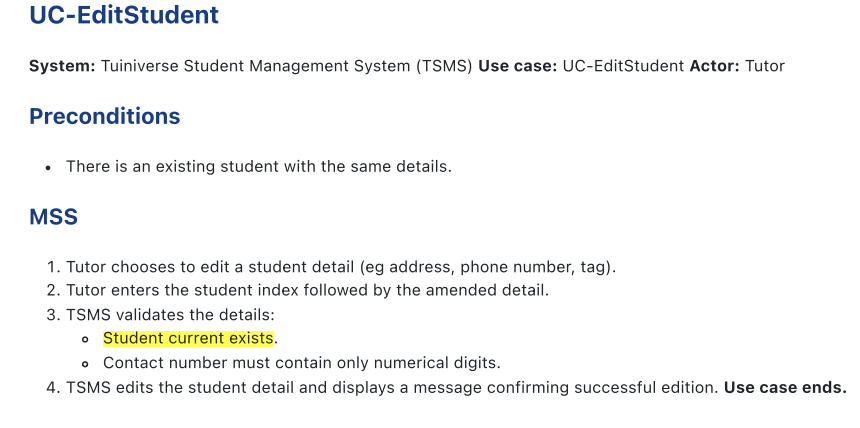 UC-EditStudent
System: Tuiniverse Student Management System (TSMS) Use case: UC-EditStudent Actor: Tutor
Preconditions
• There is an existing student with the same details.
MSS
1. Tutor chooses to edit a student detail (eg address, phone number, tag).
2. Tutor enters the student index followed by the amended detail.
3. TSMS validates the details:
∘ Student current exists.
∘ Contact number must contain only numerical digits.
4. TSMS edits the student detail and displays a message confirming successful edition. Use case ends.